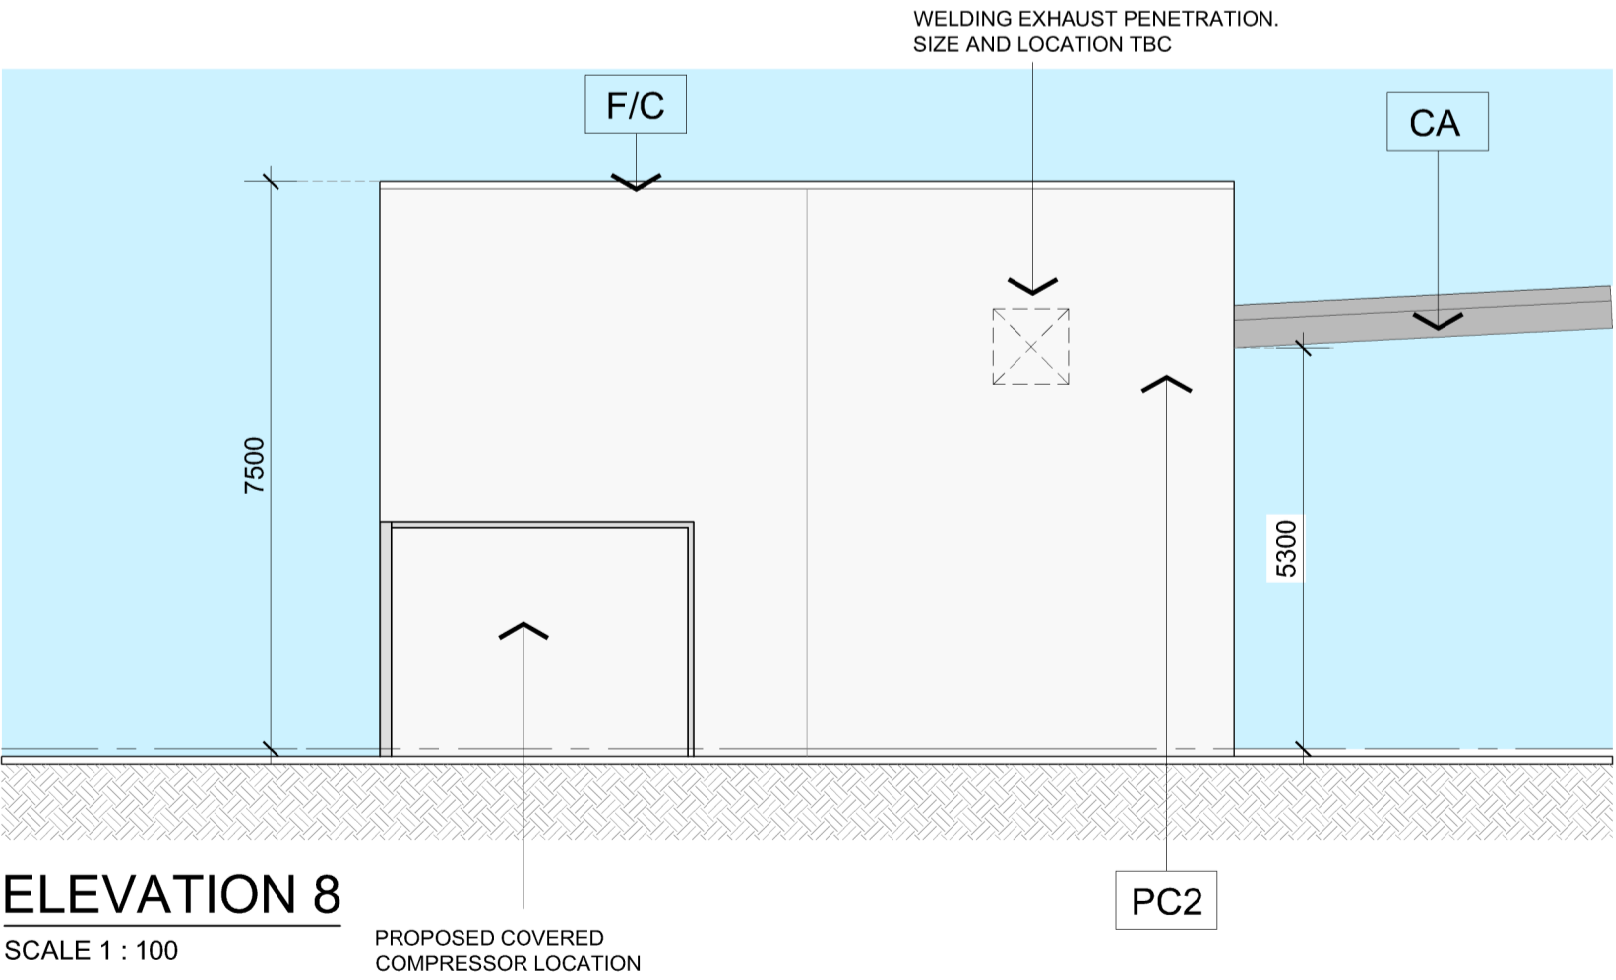 WELDING EXHAUST PENETRATION.
SIZE AND LOCATION TBC
F/C
CA
7500
5300
PC2
ELEVATION 8
SCALE 1 : 100
PROPOSED COVERED
COMPRESSOR LOCATION